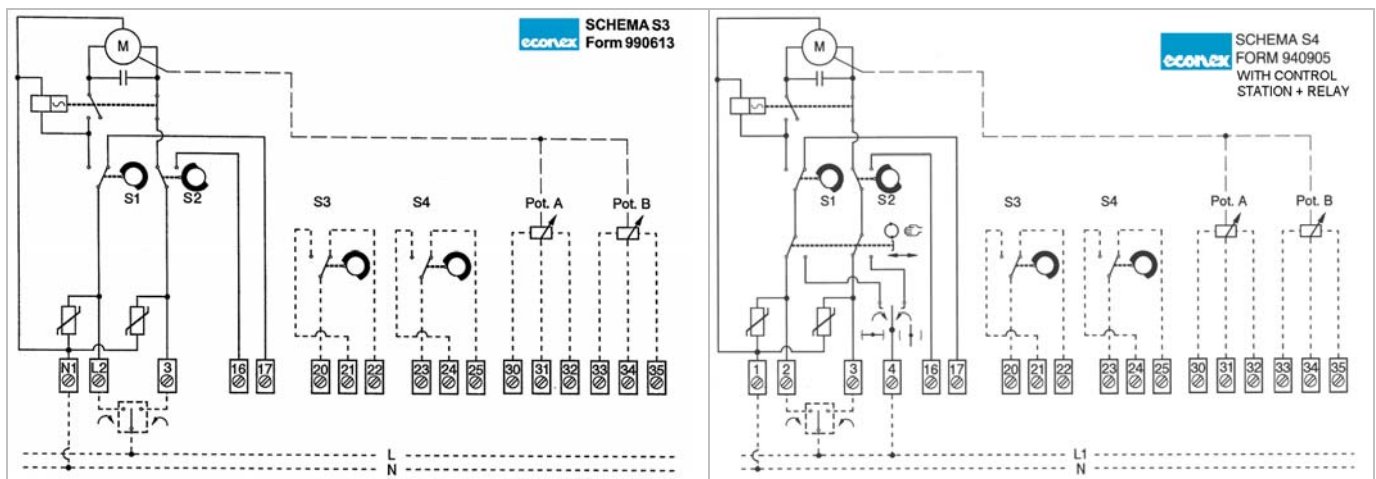 econex
SCHEMA S3
Form 990613
M
S1
S2
S3
S4
Pot. A
Pot. B
N1 L2 3 16 17 20 21 22 23 24 25 30 31 32 33 34 35
L
N
econex
SCHEMA S4
FORM 940905
WITH CONTROL
STATION + RELAY
M
S1
S2
S3
S4
Pot. A
Pot. B
1 2 3 4 16 17 20 21 22 23 24 25 30 31 32 33 34 35
L1
N